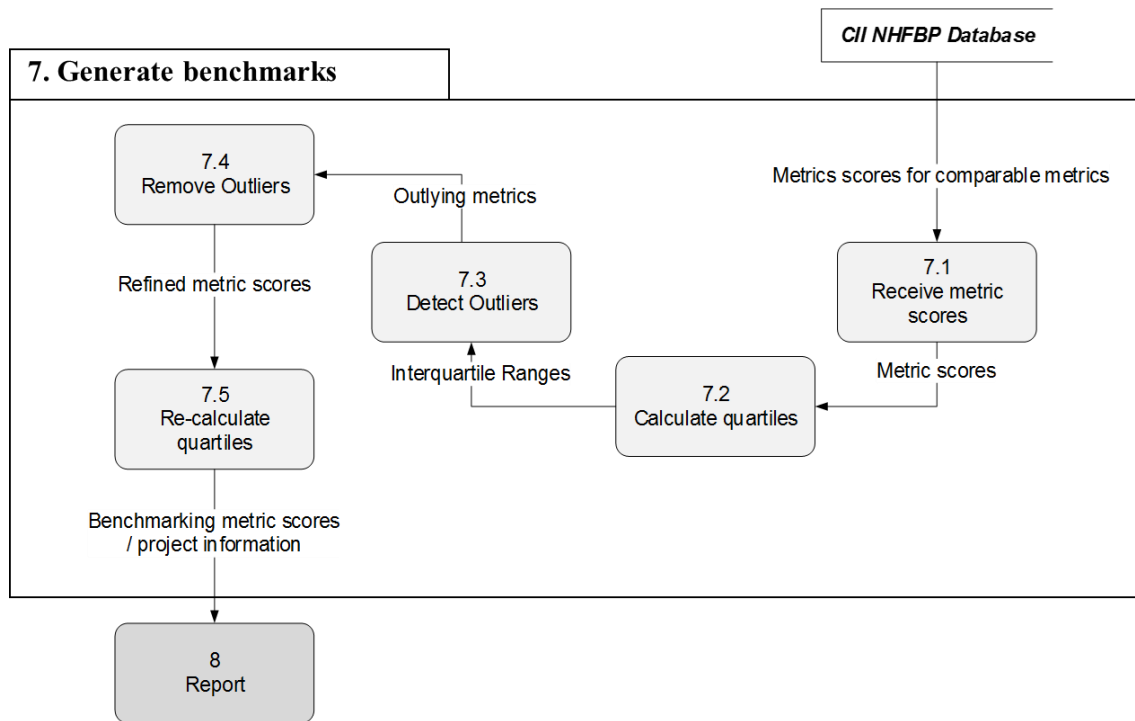 CII NHFBP Database
7. Generate benchmarks
7.4
Remove Outliers
Outlying metrics
Metrics scores for comparable metrics
7.1
Receive metric
scores
7.3
Detect Outliers
Refined metric scores
Interquartile Ranges
Metric scores
7.2
Calculate quartiles
7.5
Re-calculate
quartiles
Benchmarking metric scores
/ project information
8
Report